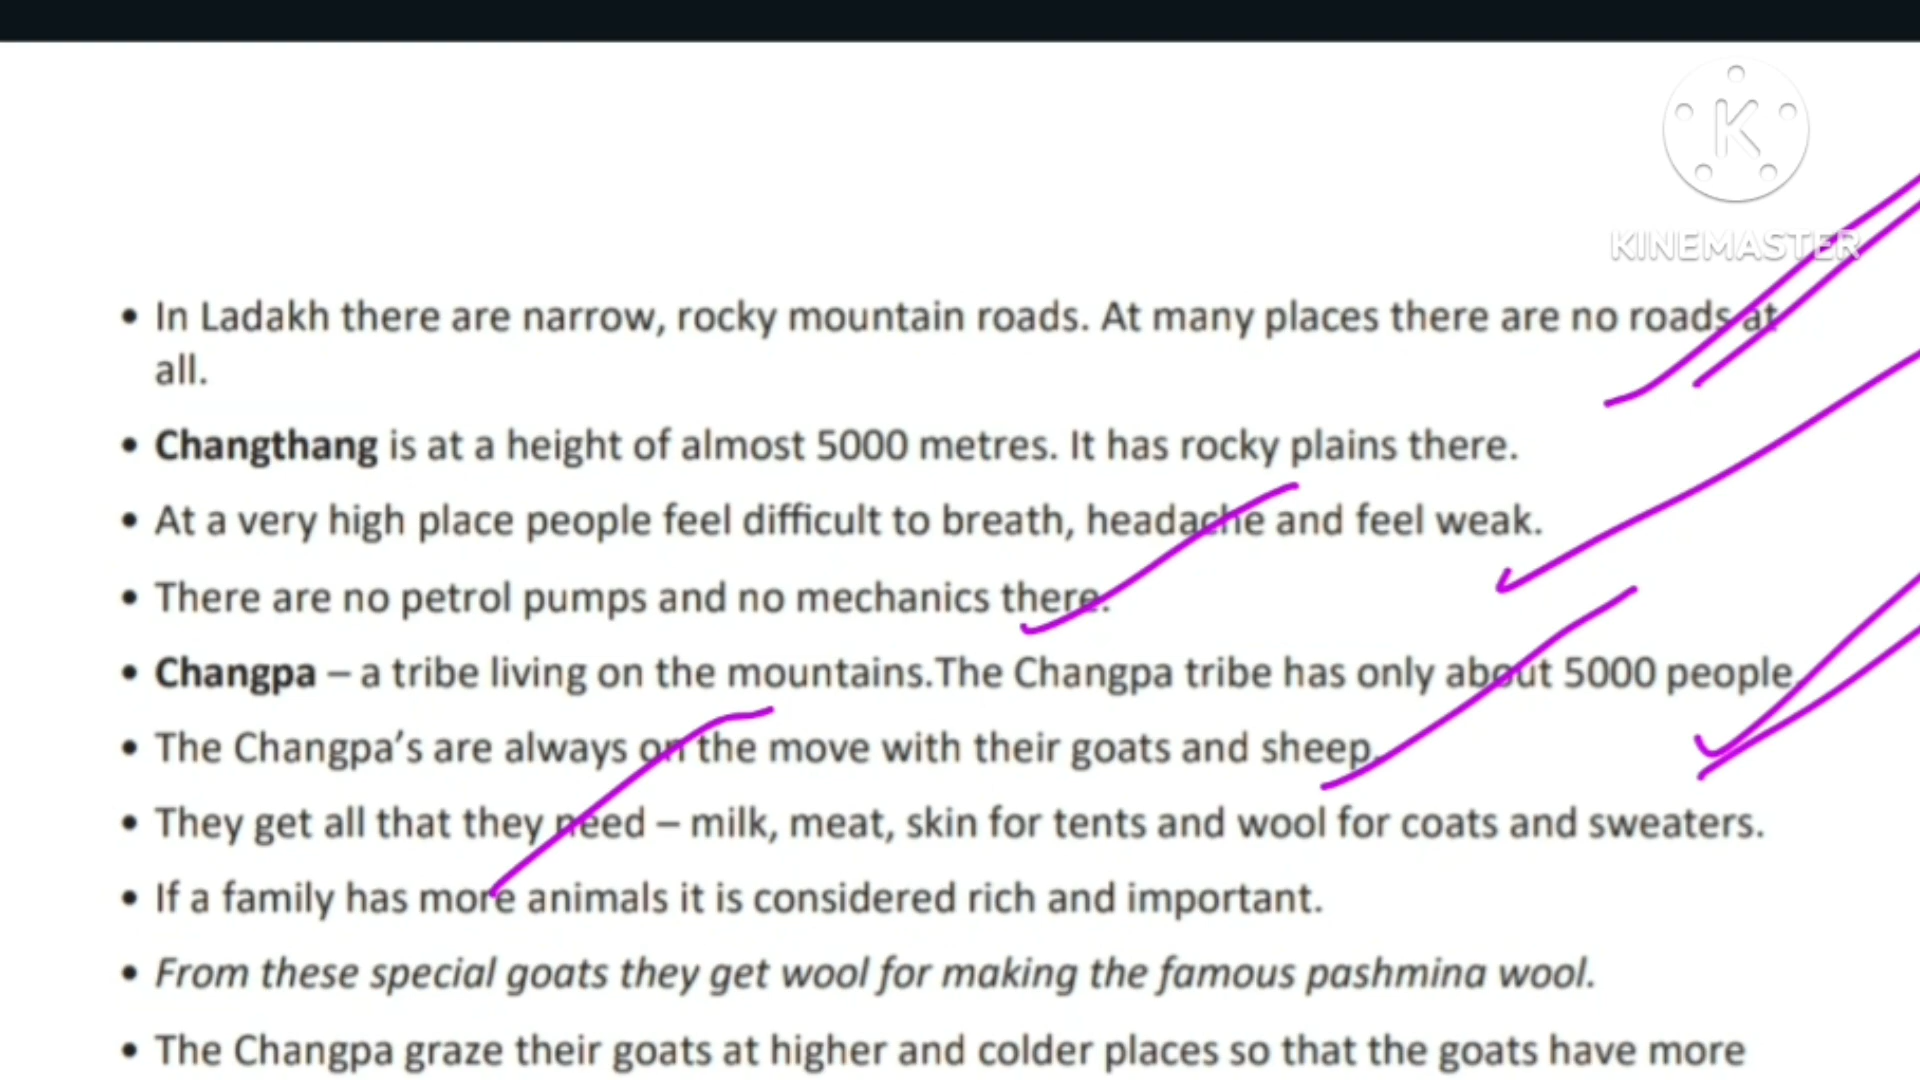 K
KINEMASTER
• In Ladakh there are narrow, rocky mountain roads. At many places there are no roads at
all.
• Changthang is at a height of almost 5000 metres. It has rocky plains there.
• At a very high place people feel difficult to breath, headache and feel weak.
• There are no petrol pumps and no mechanics there.
• Changpa – a tribe living on the mountains.The Changpa tribe has only about 5000 people.
• The Changpa’s are always on the move with their goats and sheep.
• They get all that they need – milk, meat, skin for tents and wool for coats and sweaters.
• If a family has more animals it is considered rich and important.
• From these special goats they get wool for making the famous pashmina wool.
• The Changpa graze their goats at higher and colder places so that the goats have more